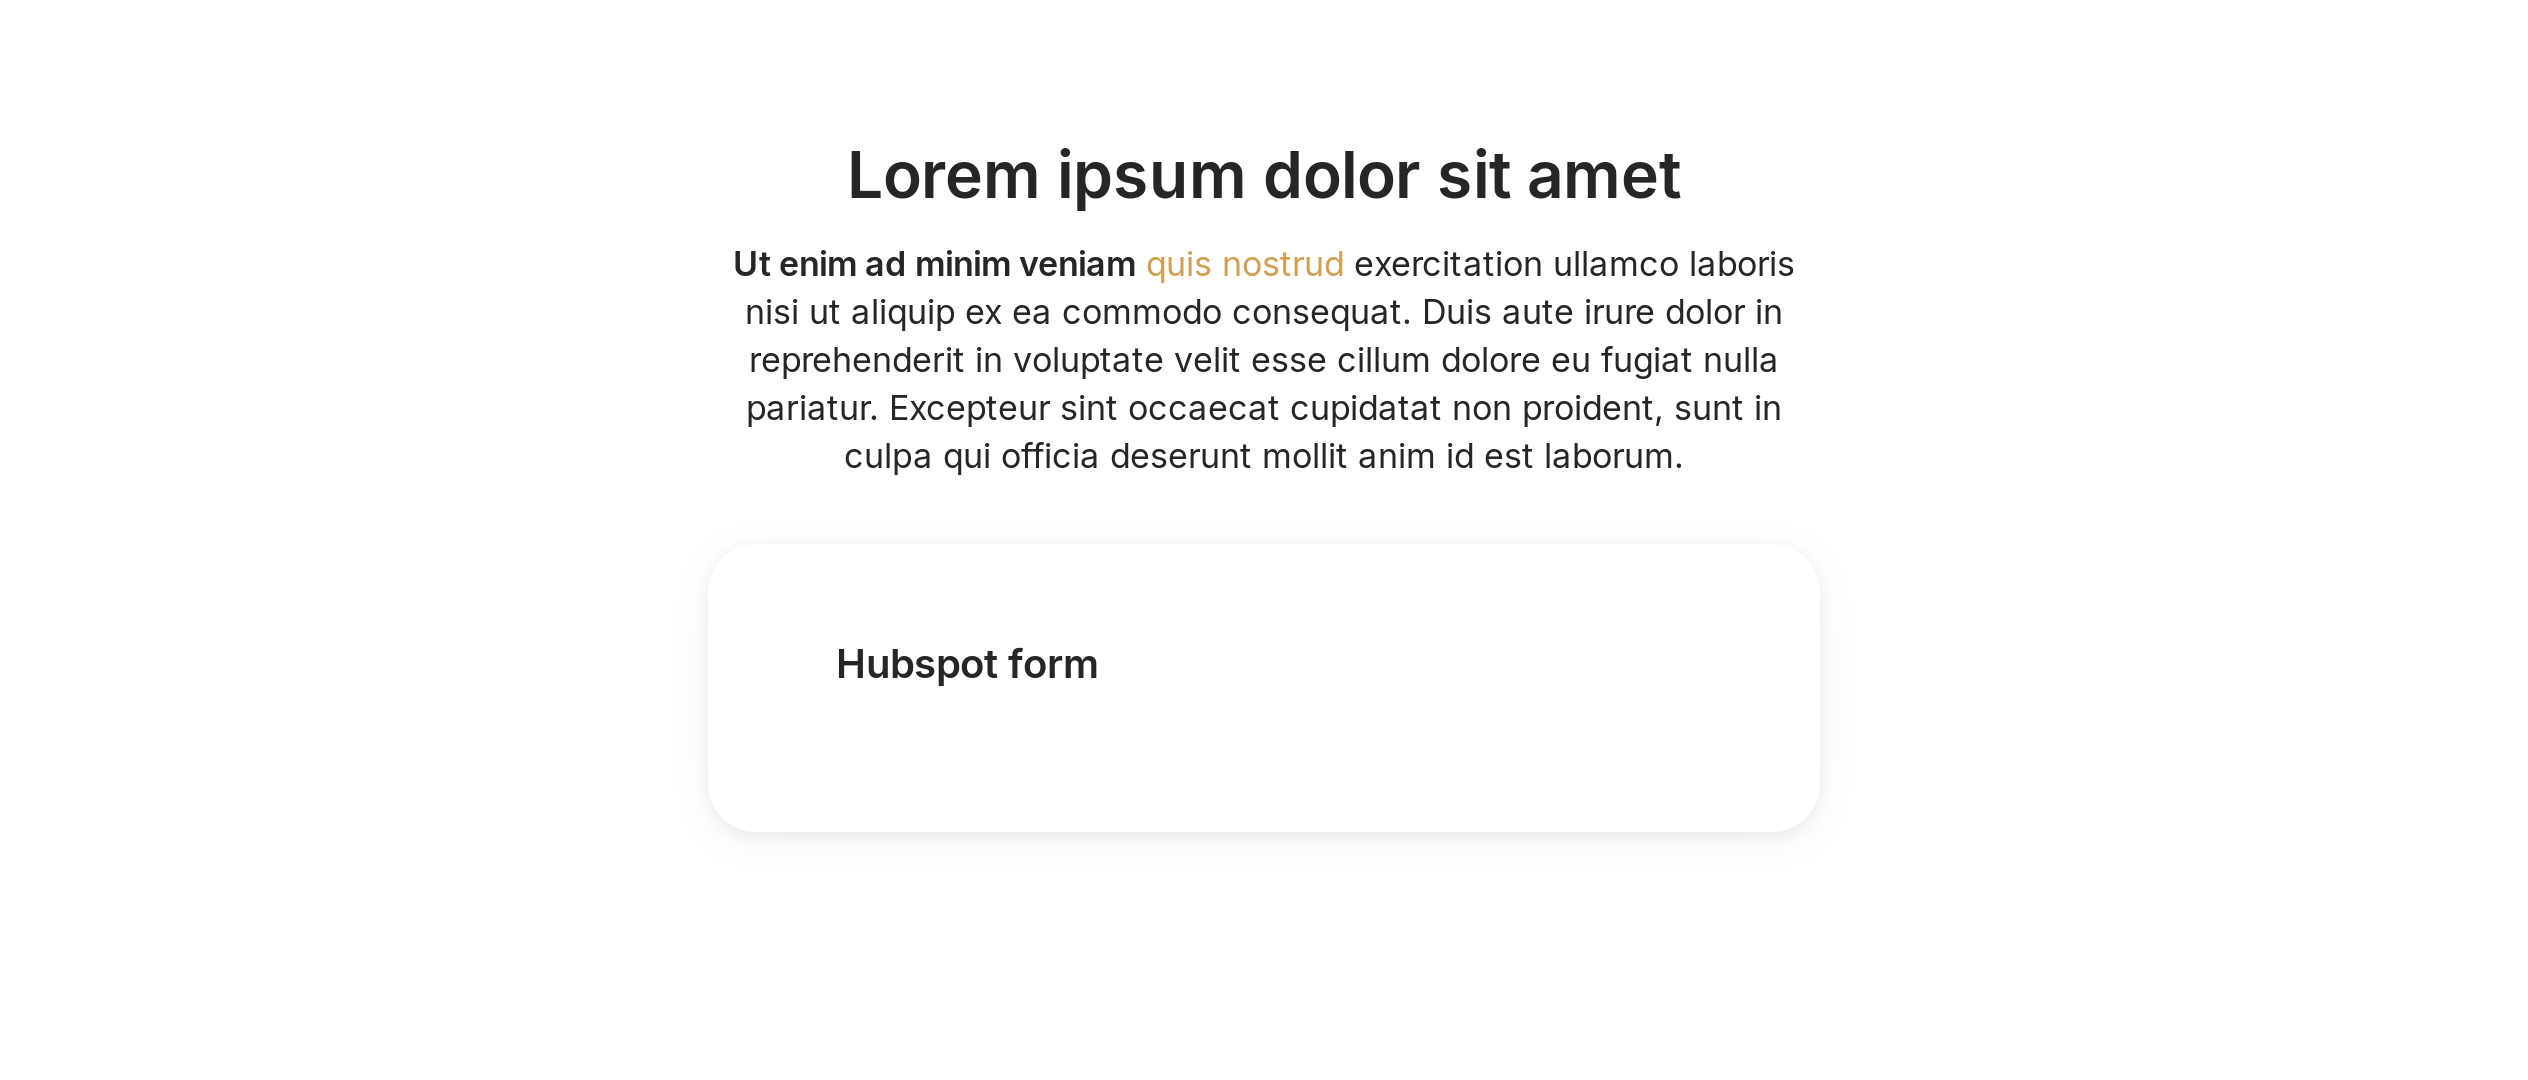 Lorem ipsum dolor sit amet
Ut enim ad minim veniam quis nostrud exercitation ullamco laboris
nisi ut aliquip ex ea commodo consequat. Duis aute irure dolor in
reprehenderit in voluptate velit esse cillum dolore eu fugiat nulla
pariatur. Excepteur sint occaecat cupidatat non proident, sunt in
culpa qui officia deserunt mollit anim id est laborum.
Hubspot form